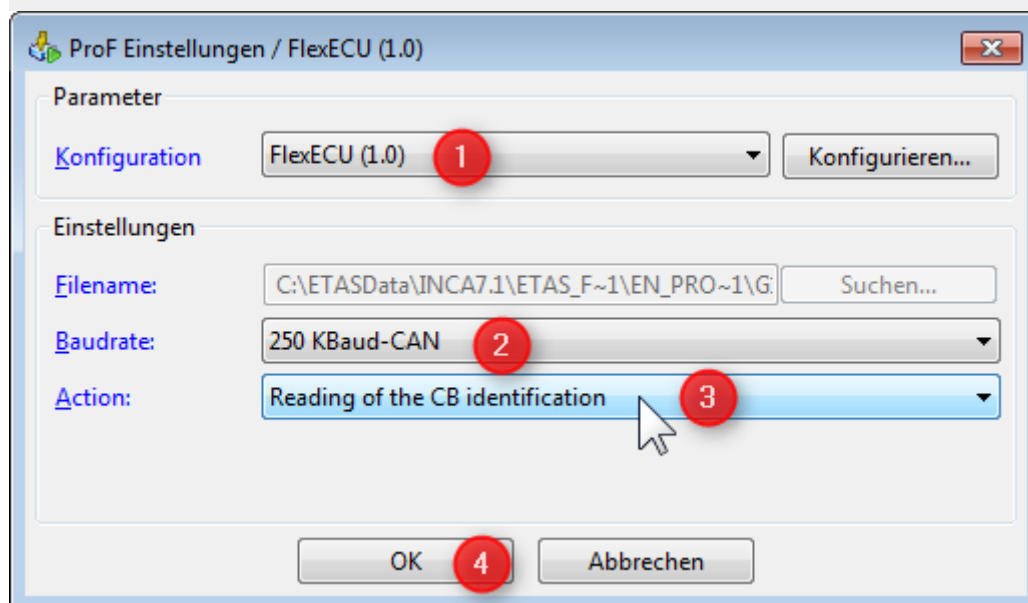 ProF Einstellungen / FlexECU (1.0)
Parameter
Konfiguration FlexECU (1.0) 1 Konfigurieren...
Einstellungen
Filename: C:\ETASData\INCA7.1\ETAS_F~1\EN_PRO~1\G Suchen...
Baudrate: 250 KBaud-CAN 2
Action: Reading of the CB identification 3
OK 4 Abbrechen